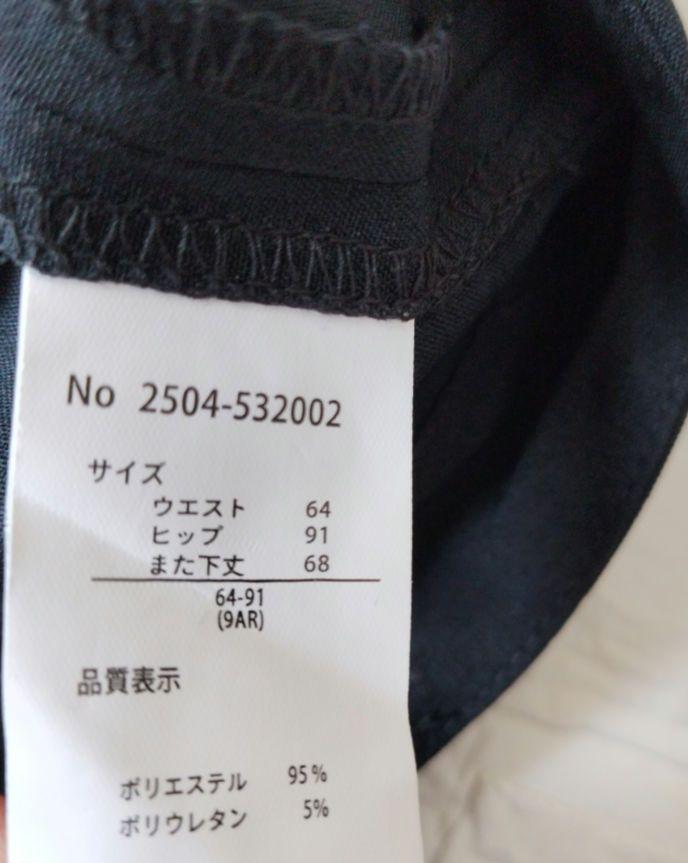 No 2504-532002
サイズ
ウエスト 64
ヒップ 91
また下丈 68
64-91
(9AR)
品質表示
ポリエステル 95%
ポリウレタン 5%